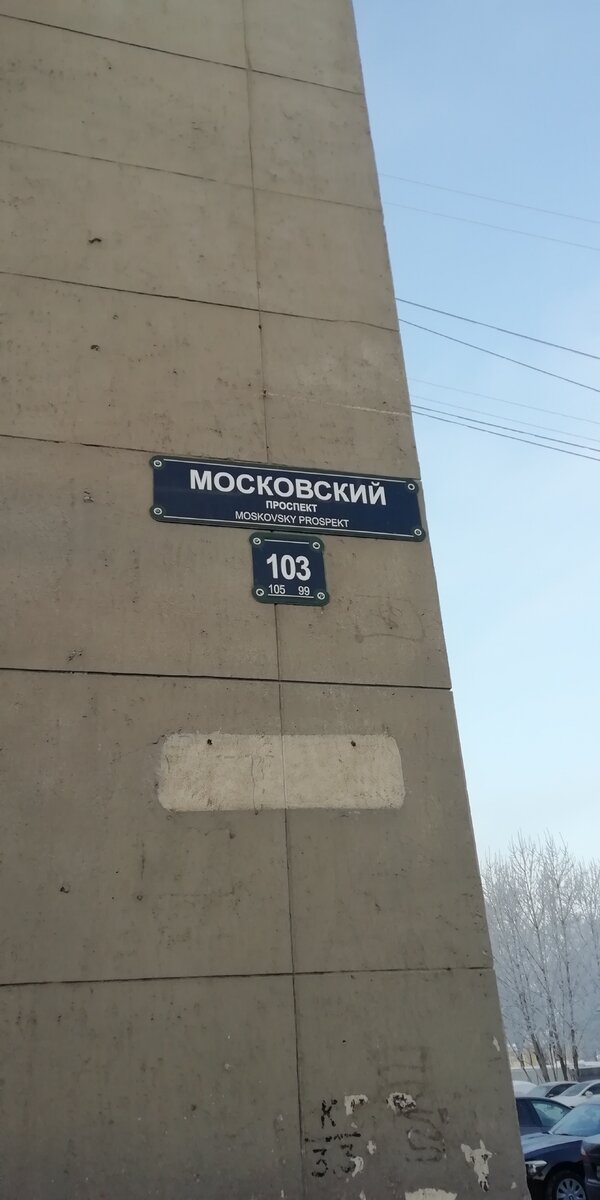 МОСКОВСКИЙ
ПРОСПЕКТ
MOSKOVSKY PROSPEKT
103
105 99